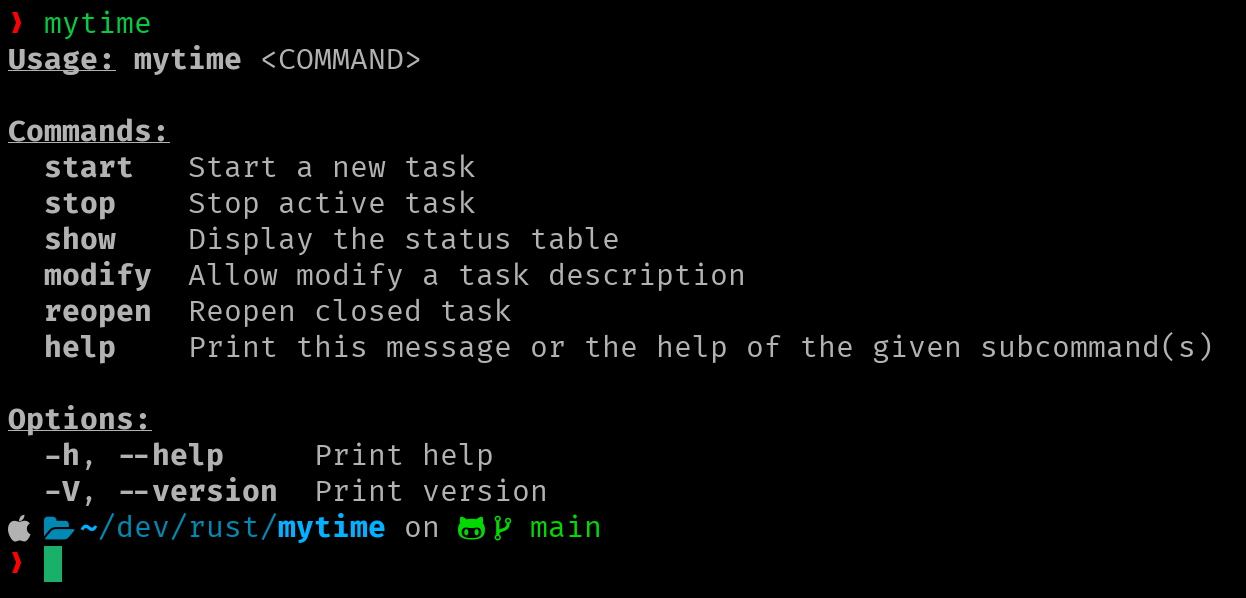 ❯ mytime
Usage: mytime <COMMAND>

Commands:
  start   Start a new task
  stop    Stop active task
  show    Display the status table
  modify  Allow modify a task description
  reopen  Reopen closed task
  help    Print this message or the help of the given subcommand(s)

Options:
  -h, --help     Print help
  -V, --version  Print version
~/dev/rust/mytime on main
❯